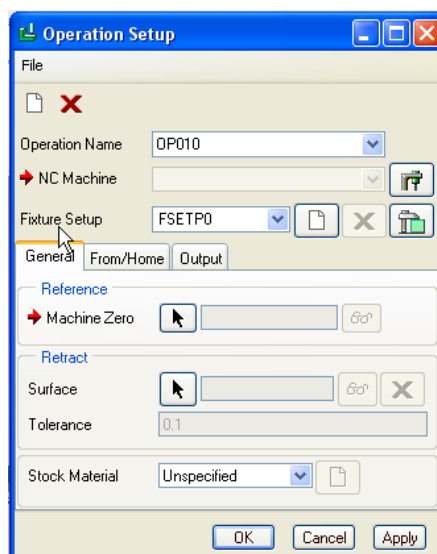 Operation Setup
File
Operation Name OP010
NC Machine
Fixture Setup FSETP0
General From/Home Output
Reference
Machine Zero
Retract
Surface
Tolerance 0.1
Stock Material Unspecified
OK Cancel Apply